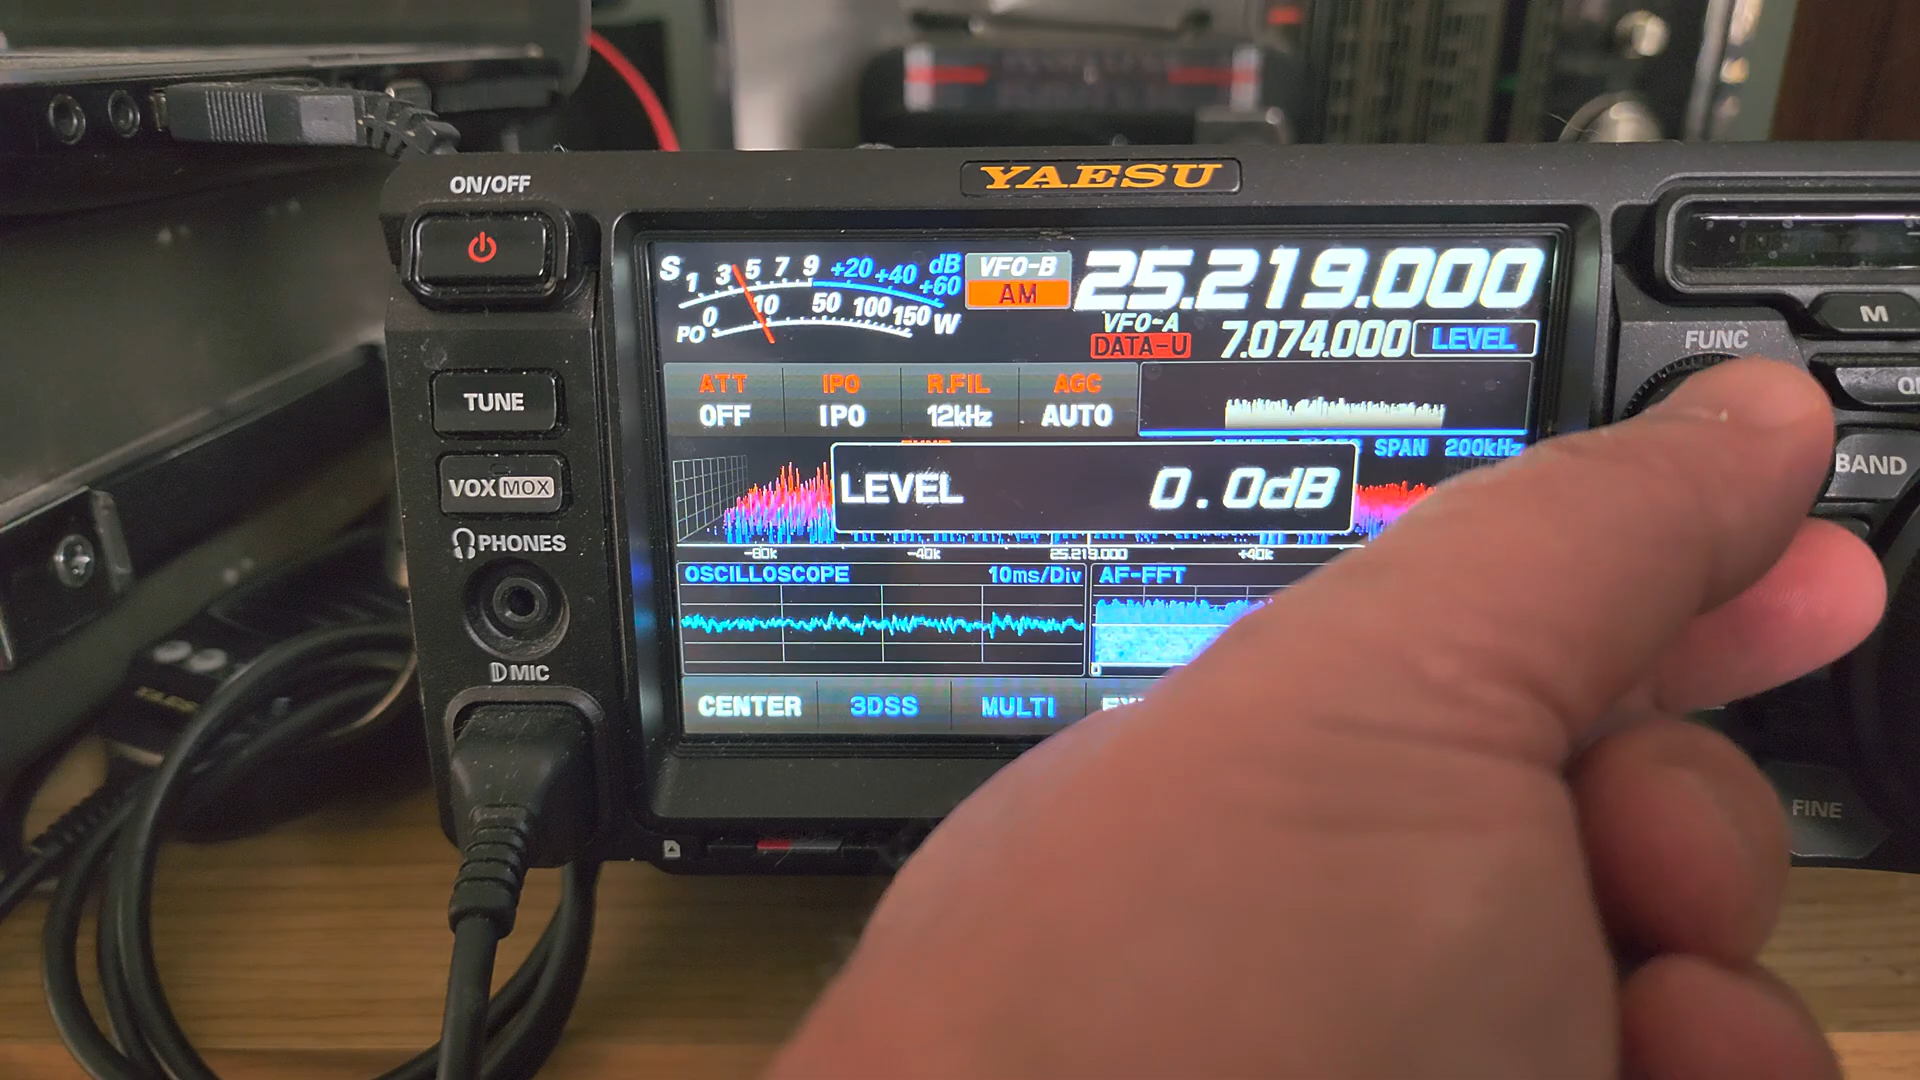 YAESU
ON/OFF
S 1 3 5 7 9 +20 +40 +60 dB
PO 0 10 50 100 150 W
VFO-B
AM
25.219.000
VFO-A
DATA-U
7.074.000
LEVEL
M
FUNC
TUNE
ATT
OFF
IPO
IPO
R.FIL
12kHz
AGC
AUTO
SPAN 200kHz
BAND
VOX MOX
LEVEL 0.0dB
PHONES
-80k -40k 25.219.000 +40k
OSCILLOSCOPE 10ms/Div
AF-FFT
MIC
CENTER
3DSS
MULTI
FINE
YAESU